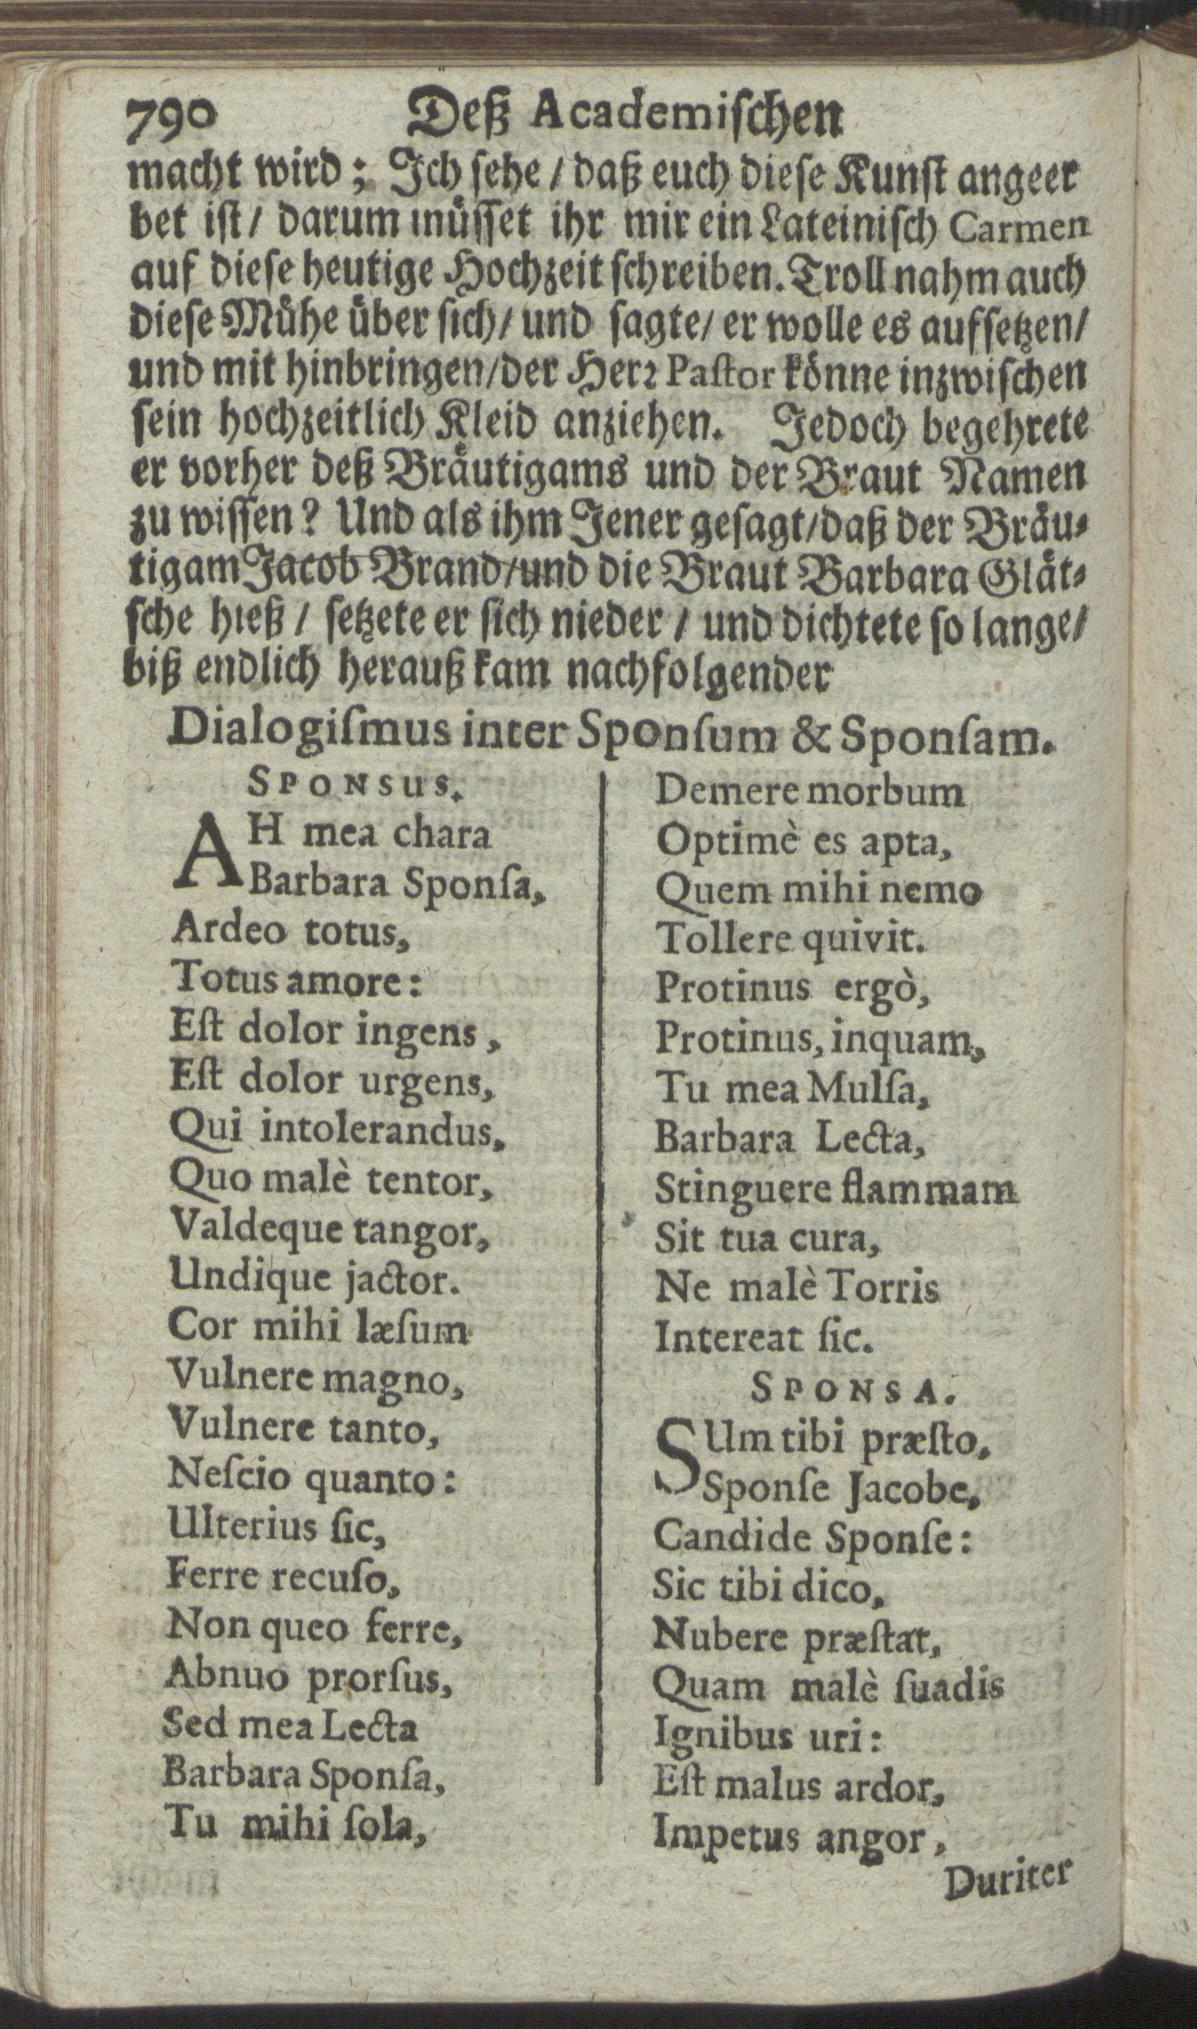 790 Deß Academiſchen
macht wird; Ich ſehe / daß euch dieſe Kunſt angeer
bet iſt / darum müſſet ihr mir ein Lateiniſch Carmen
auf dieſe heutige Hochzeit ſchreiben. Troll nahm auch
dieſe Mühe über ſich / und ſagte / er wolle es aufſetzen /
und mit hinbringen / der Herꝛ Paſtor könne inzwiſchen
ſein hochzeitlich Kleid anziehen. Jedoch begehrete
er vorher deß Bräutigams und der Braut Namen
zu wiſſen? Und als ihm Jener geſagt / daß der Bräu-
tigam Jacob Brand / und die Braut Barbara Glät-
ſche hieß / ſetzete er ſich nieder / und dichtete ſo lange /
biß endlich herauß kam nachfolgender
Dialogiſmus inter Sponſum & Sponſam.
SPONSUS.
AH mea chara
Barbara Sponſa,
Ardeo totus,
Totus amore:
Eſt dolor ingens,
Eſt dolor urgens,
Qui intolerandus,
Quo malè tentor,
Valdeque tangor,
Undique jactor.
Cor mihi læſum
Vulnere magno,
Vulnere tanto,
Neſcio quanto:
Ulterius ſic,
Ferre recuſo,
Non queo ferre,
Abnuo prorſus,
Sed mea Lecta
Barbara Sponſa,
Tu mihi ſola,
Demere morbum
Optimè es apta,
Quem mihi nemo
Tollere quivit.
Protinus ergò,
Protinus, inquam,
Tu mea Mulſa,
Barbara Lecta,
Stinguere flammam
Sit tua cura,
Ne malè Torris
Intereat ſic.
SPONSA.
SUm tibi præſto,
Sponſe Jacobe,
Candide Sponſe:
Sic tibi dico,
Nubere præſtat,
Quam malè ſuadis
Ignibus uri:
Eſt malus ardor,
Impetus angor,
Duriter